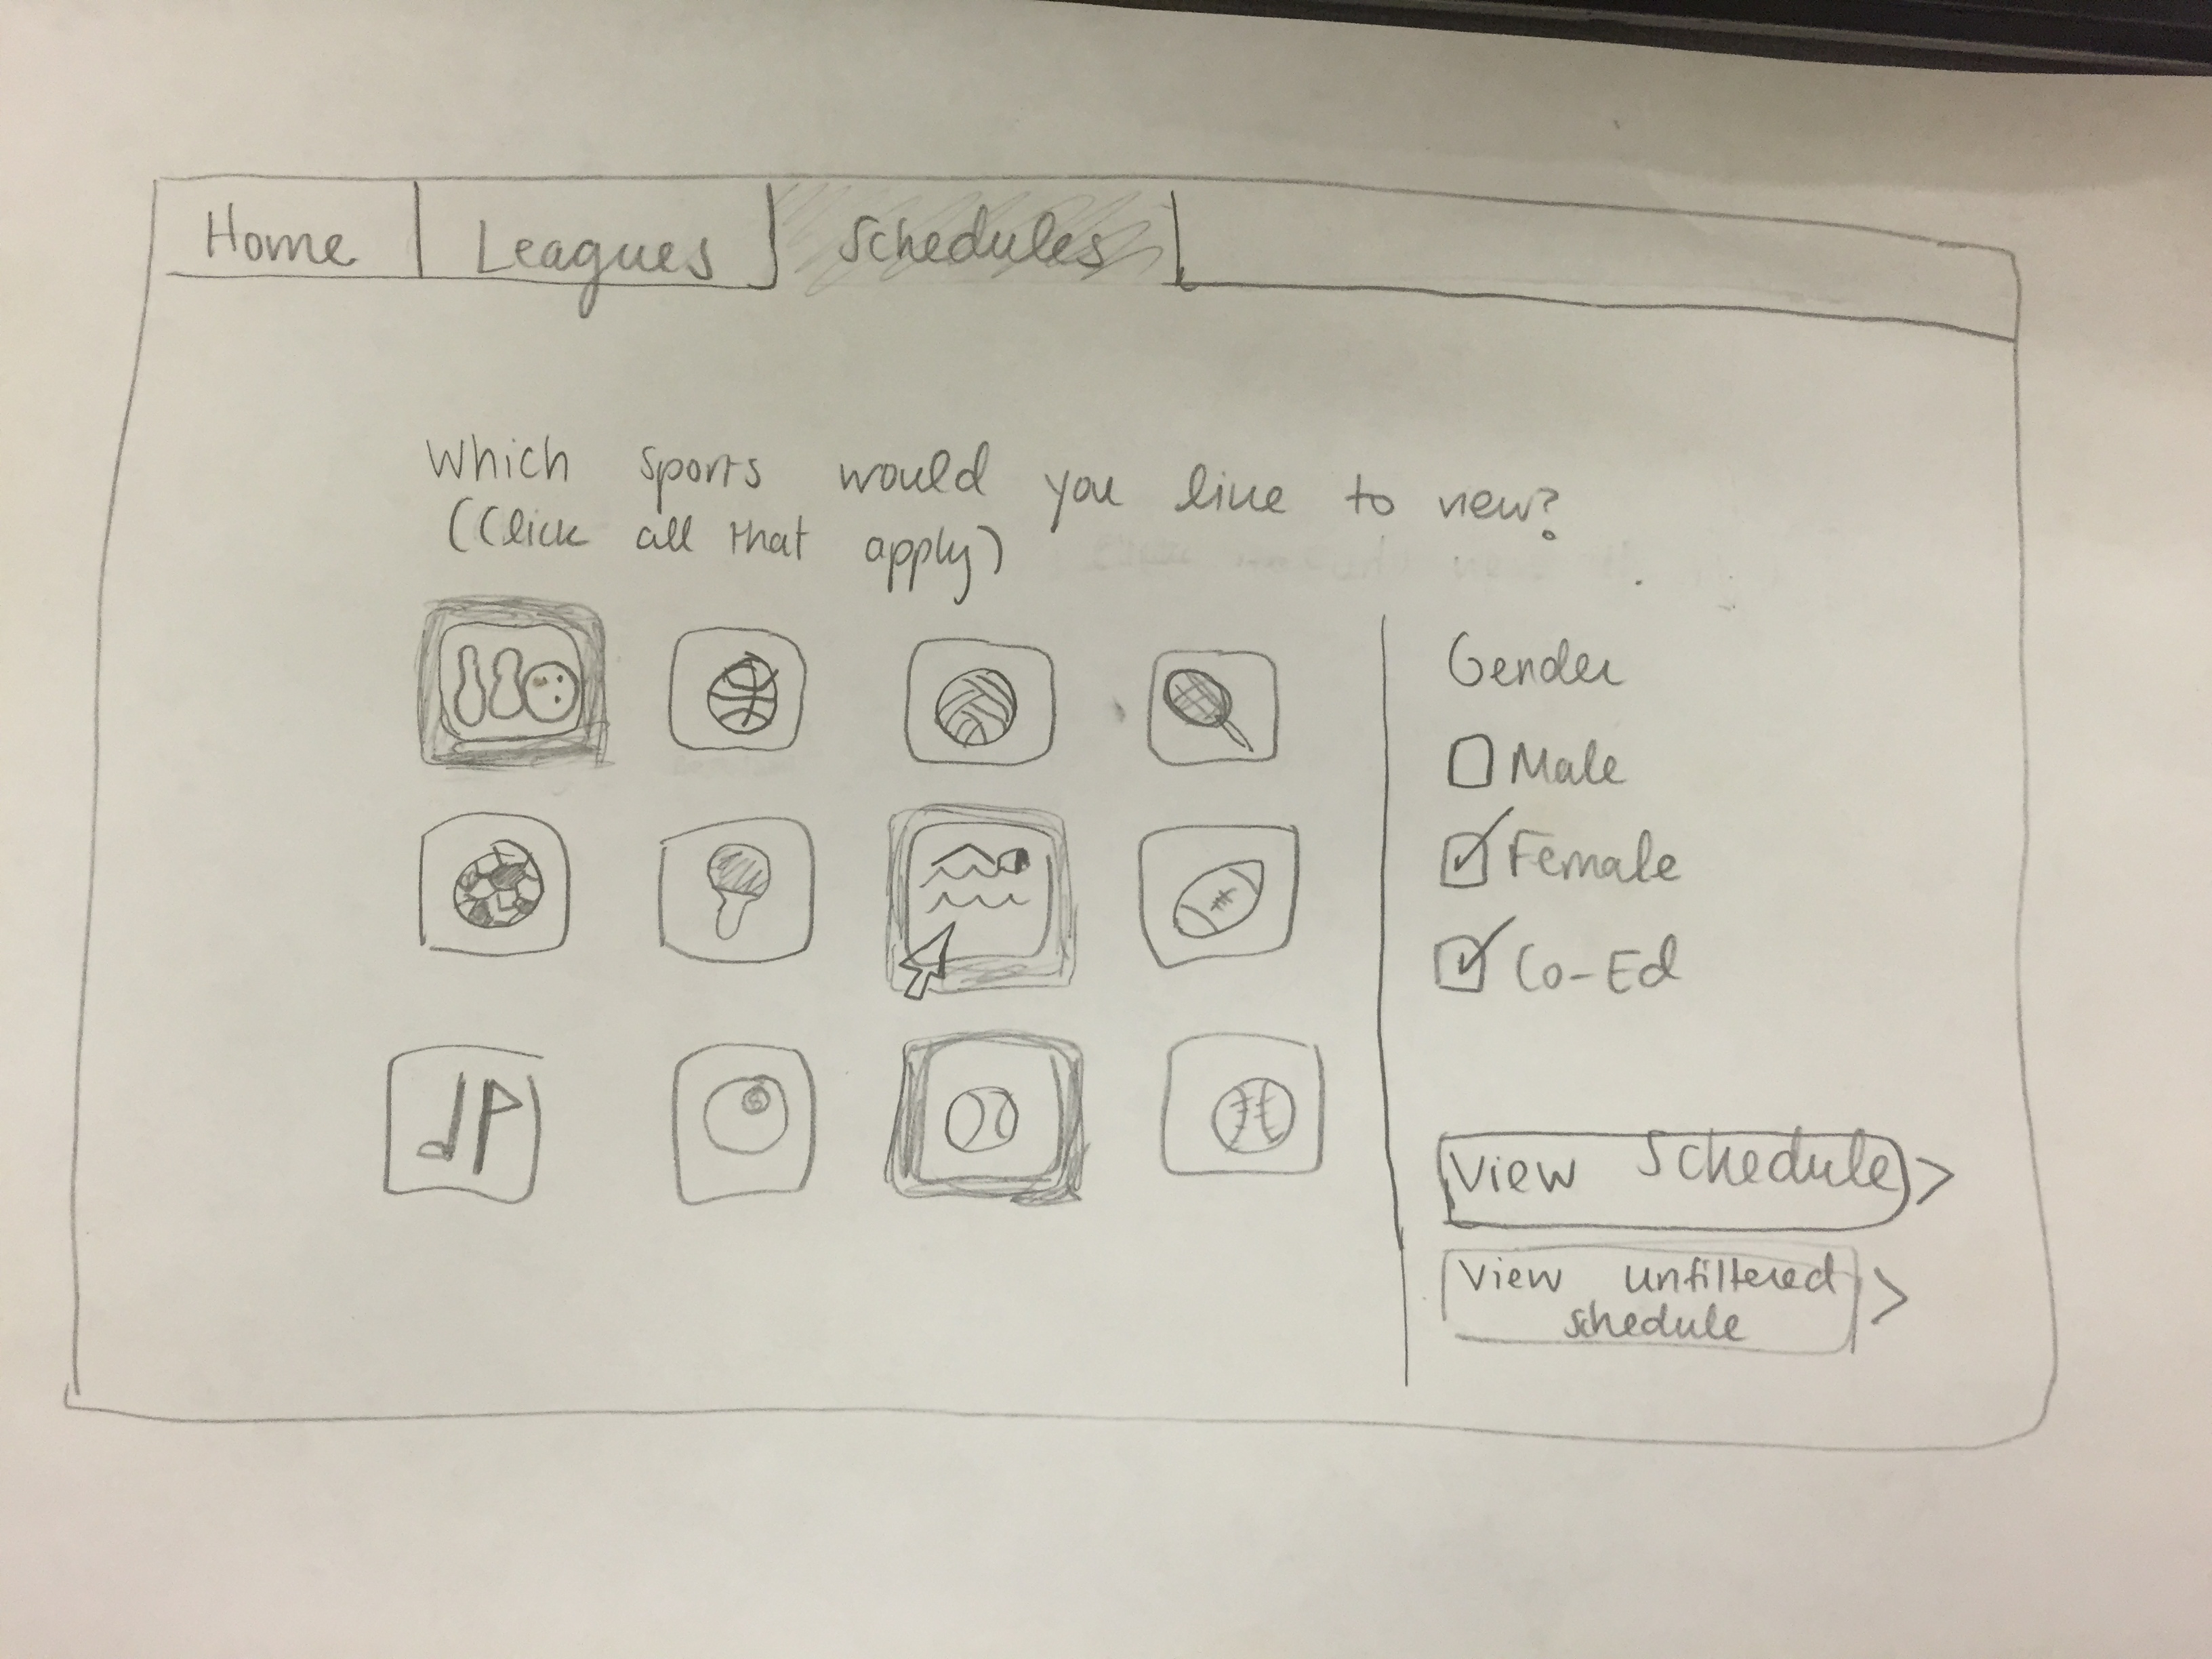 Home Leagues Schedules
Which sports would you like to view?
(Click all that apply)
Gender
Male
Female
Co-Ed
View Schedule >
View unfiltered
schedule >